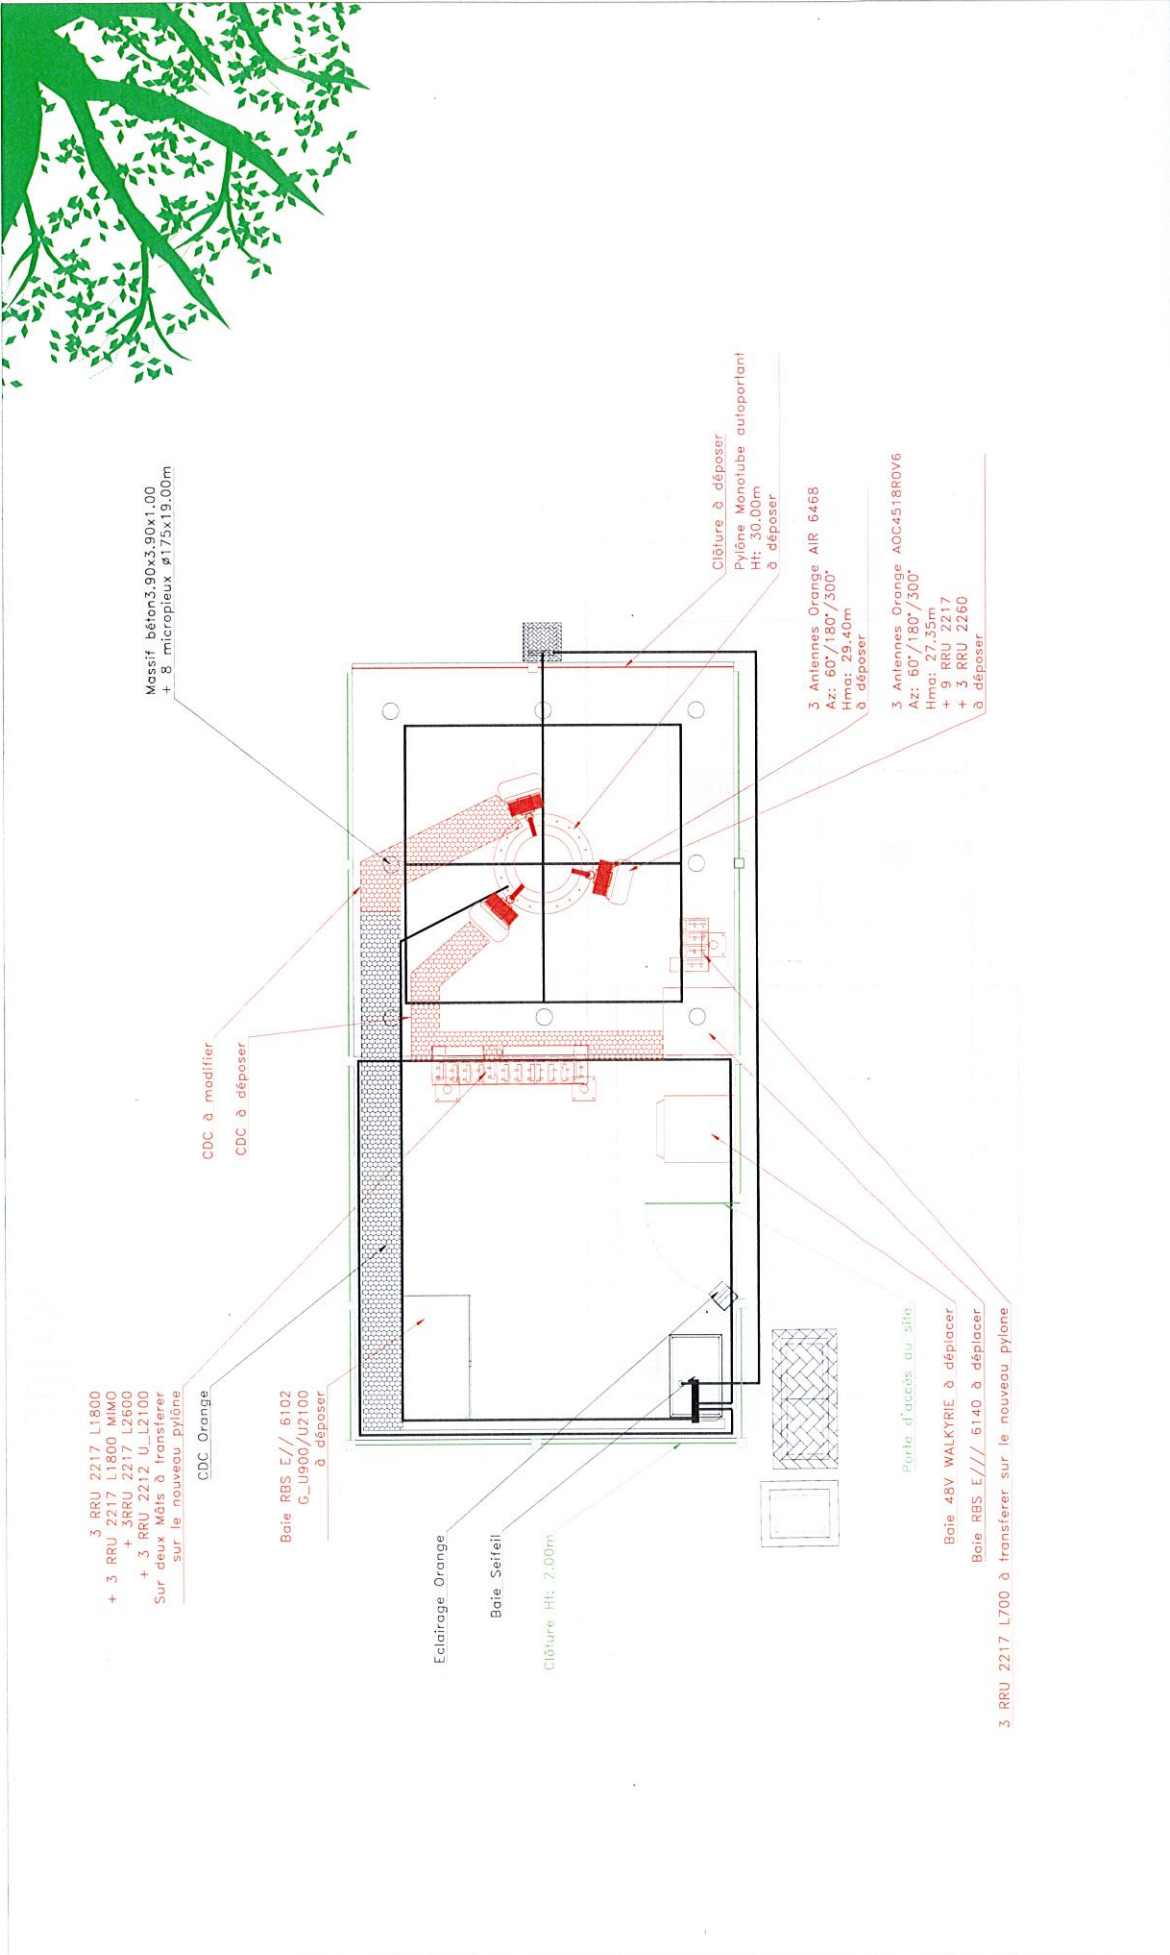 3 RRU 2217 L1800
+ 3 RRU 2217 L1800 MIMO
+ 3RRU 2217 L2600
+ 3 RRU 2212 U_L2100
Sur deux Mâts à transferer
sur le nouveau pylône
CDC Orange
CDC à modifier
CDC à déposer
Massif béton3.90x3.90x1.00
+ 8 micropieux ø175x19.00m
Baie RBS E// 6102
G_U900/U2100
à déposer
Eclairage Orange
Baie Seifeil
Clôture Ht: 2.00m
Clôture à déposer
Pylône Monotube autoportant
Ht: 30.00m
à déposer
3 Antennes Orange AIR 6468
Az: 60°/180°/300°
Hma: 29.40m
à déposer
3 Antennes Orange AOC4518R0V6
Az: 60°/180°/300°
Hma: 27.35m
+ 9 RRU 2217
+ 3 RRU 2260
à déposer
Porte d'accès au site
Baie 48V WALKYRIE à déplacer
Baie RBS E/// 6140 à déplacer
3 RRU 2217 L700 à transferer sur le nouveau pylone